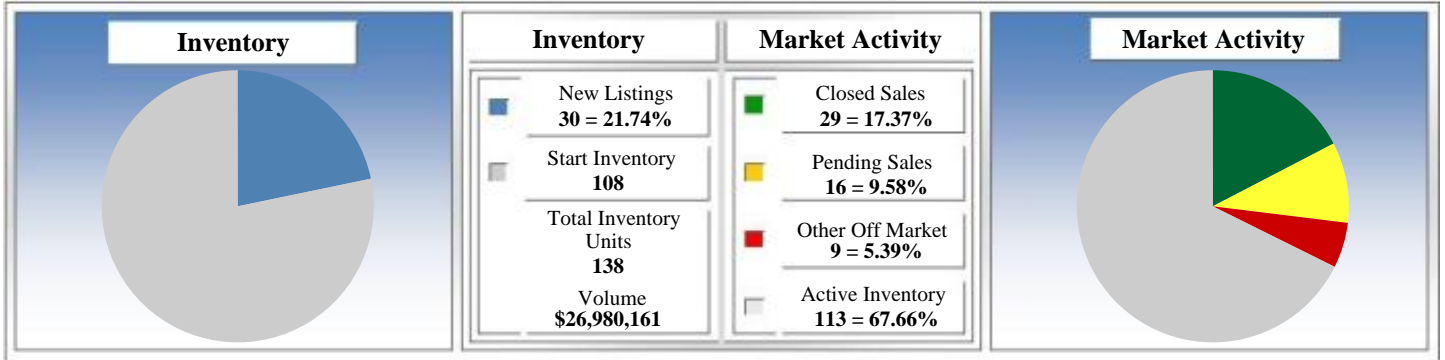 Inventory
Inventory
Market Activity
New Listings
30 = 21.74%
Start Inventory
108
Total Inventory
Units
138
Volume
$26,980,161
Closed Sales
29 = 17.37%
Pending Sales
16 = 9.58%
Other Off Market
9 = 5.39%
Active Inventory
113 = 67.66%
Market Activity